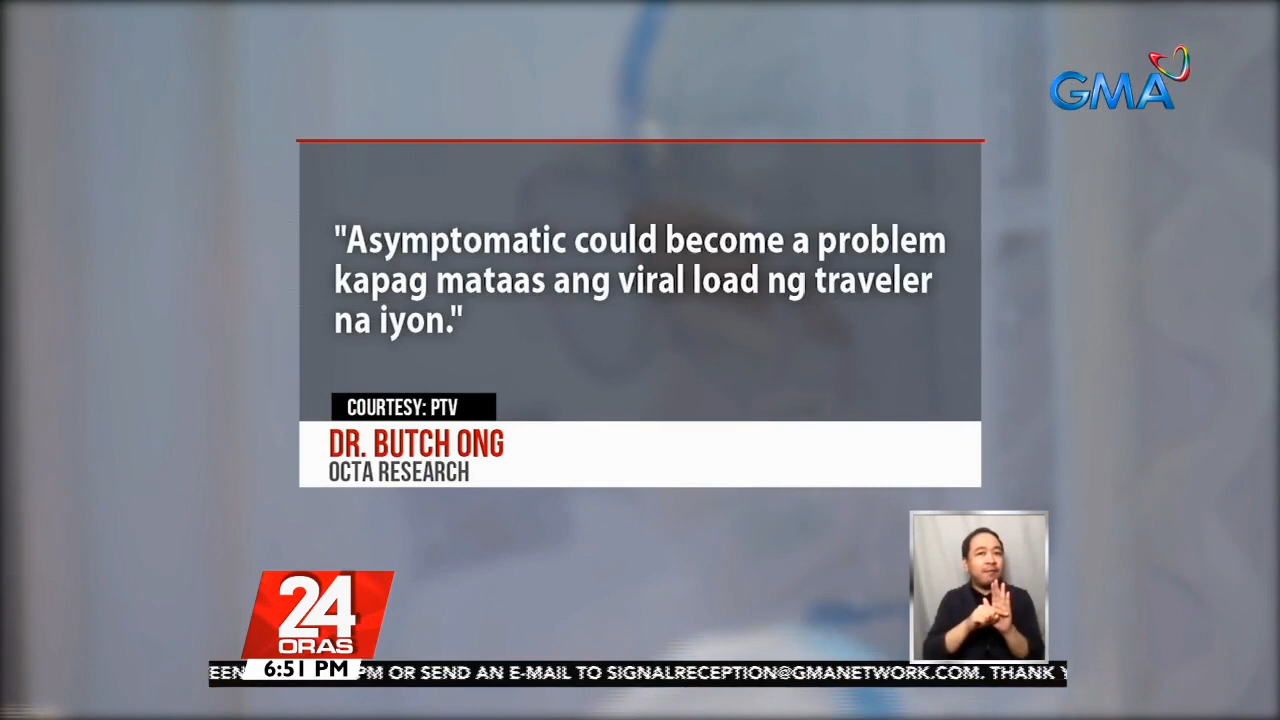 GMA
"Asymptomatic could become a problem
kapag mataas ang viral load ng traveler
na iyon."
COURTESY: PTV
DR. BUTCH ONG
OCTA RESEARCH
24
ORAS
6:51 PM
PM OR SEND AN E-MAIL TO SIGNALRECEPTION@GMANETWORK.COM. THANK